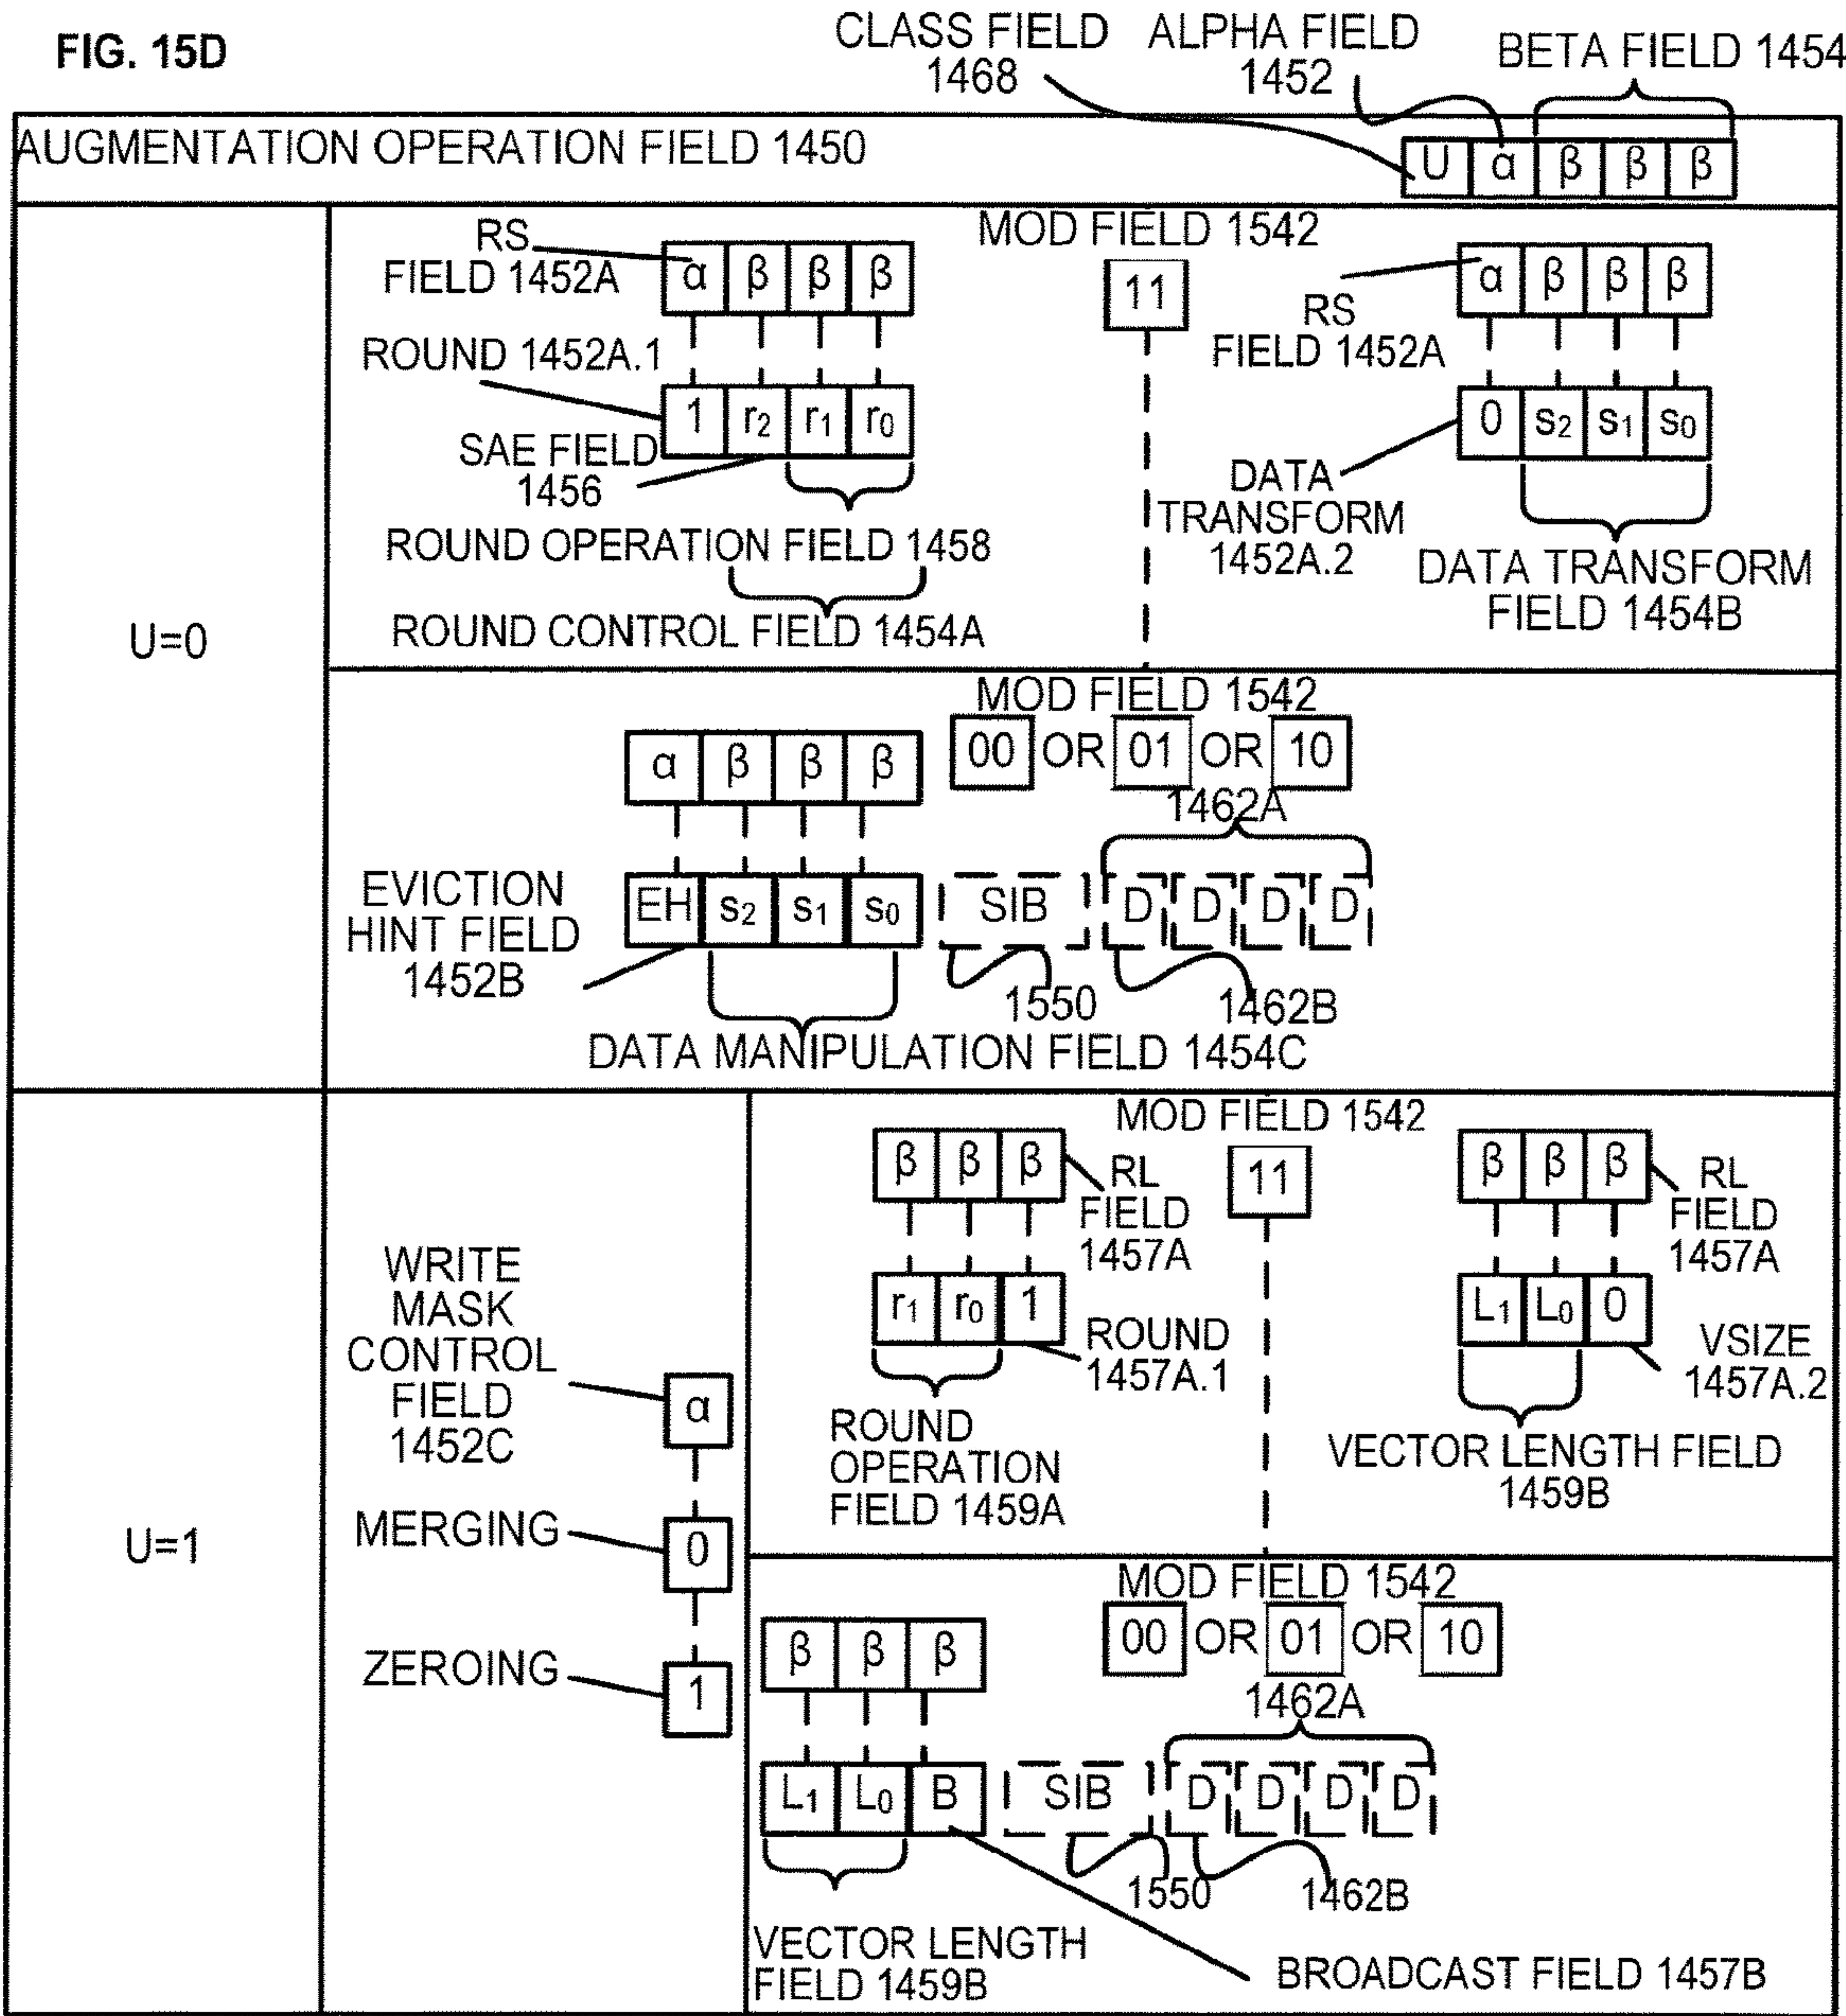 FIG. 15D
CLASS FIELD
1468
ALPHA FIELD
1452
BETA FIELD 1454
AUGMENTATION OPERATION FIELD 1450
U α β β β
U=0
MOD FIELD 1542
11
RS
FIELD 1452A
α β β β
ROUND 1452A.1
1 r2 r1 r0
SAE FIELD
1456
ROUND OPERATION FIELD 1458
ROUND CONTROL FIELD 1454A
α β β β
RS
FIELD 1452A
0 s2 s1 s0
DATA
TRANSFORM
1452A.2
DATA TRANSFORM
FIELD 1454B
MOD FIELD 1542
00 OR 01 OR 10
α β β β
1462A
EVICTION
HINT FIELD
1452B
EH s2 s1 s0
SIB
D D D D
1550
1462B
DATA MANIPULATION FIELD 1454C
U=1
WRITE
MASK
CONTROL
FIELD
1452C
α
MERGING
0
ZEROING
1
MOD FIELD 1542
11
β β β
RL
FIELD
1457A
r1 r0 1
ROUND
1457A.1
ROUND
OPERATION
FIELD 1459A
β β β
RL
FIELD
1457A
L1 L0 0
VSIZE
1457A.2
VECTOR LENGTH FIELD
1459B
MOD FIELD 1542
00 OR 01 OR 10
β β β
1462A
L1 L0 B
SIB
D D D D
1550
1462B
VECTOR LENGTH
FIELD 1459B
BROADCAST FIELD 1457B